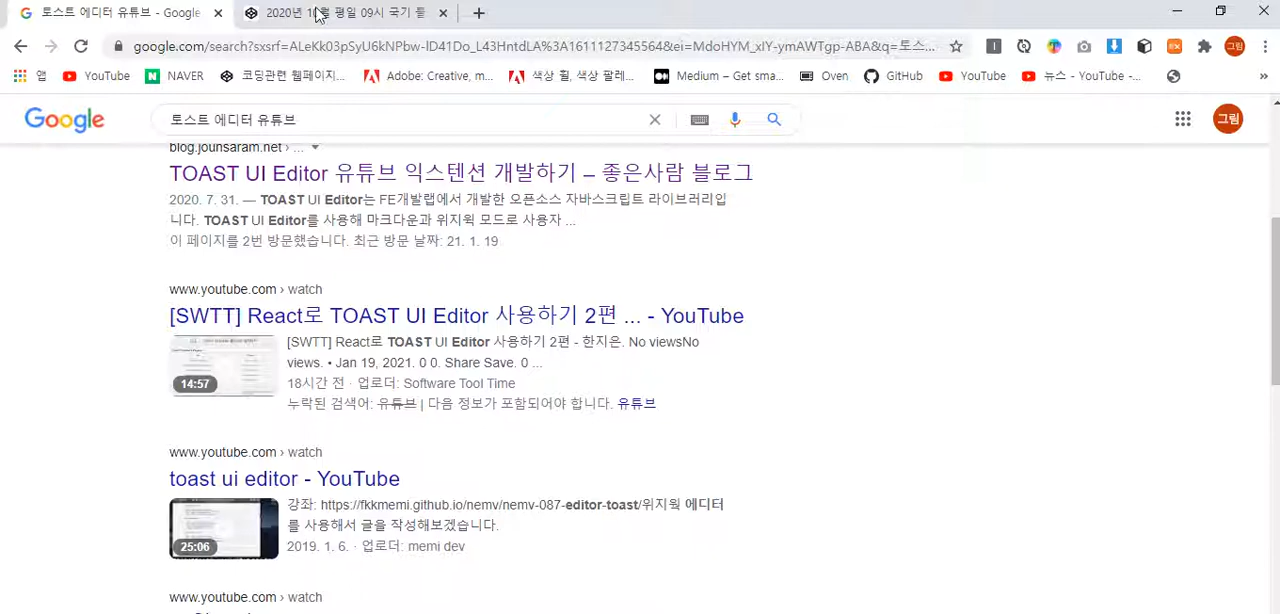 토스트 에디터 유튜브 - Google
2020년 10월 평일 09시 국기 들
google.com/search?sxsrf=ALeKk03pSyU6kNPbw-lD41Do_L43HntdLA%3A1611127345564&ei=MdoHYM_xIY-ymAWTgp-ABA&q=토스...
그림
앱 YouTube NAVER 코딩관련 웹페이지... Adobe: Creative, m... 색상 휠, 색상 팔레... Medium – Get sma... Oven GitHub YouTube 뉴스 - YouTube -... »
Google
토스트 에디터 유튜브
그림
blog.jounsaram.net › ...
TOAST UI Editor 유튜브 익스텐션 개발하기 – 좋은사람 블로그
2020. 7. 31. — TOAST UI Editor는 FE개발랩에서 개발한 오픈소스 자바스크립트 라이브러리입
니다. TOAST UI Editor를 사용해 마크다운과 위지윅 모드로 사용자 ...
이 페이지를 2번 방문했습니다. 최근 방문 날짜: 21. 1. 19
www.youtube.com › watch
[SWTT] React로 TOAST UI Editor 사용하기 2편 ... - YouTube
14:57
[SWTT] React로 TOAST UI Editor 사용하기 2편 - 한지은. No viewsNo
views. • Jan 19, 2021. 0 0. Share Save. 0 ...
18시간 전 · 업로더: Software Tool Time
누락된 검색어: 유튜브 | 다음 정보가 포함되어야 합니다. 유튜브
www.youtube.com › watch
toast ui editor - YouTube
25:06
강좌: https://fkkmemi.github.io/nemv/nemv-087-editor-toast/위지웍 에디터
를 사용해서 글을 작성해보겠습니다.
2019. 1. 6. · 업로더: memi dev
www.youtube.com › watch